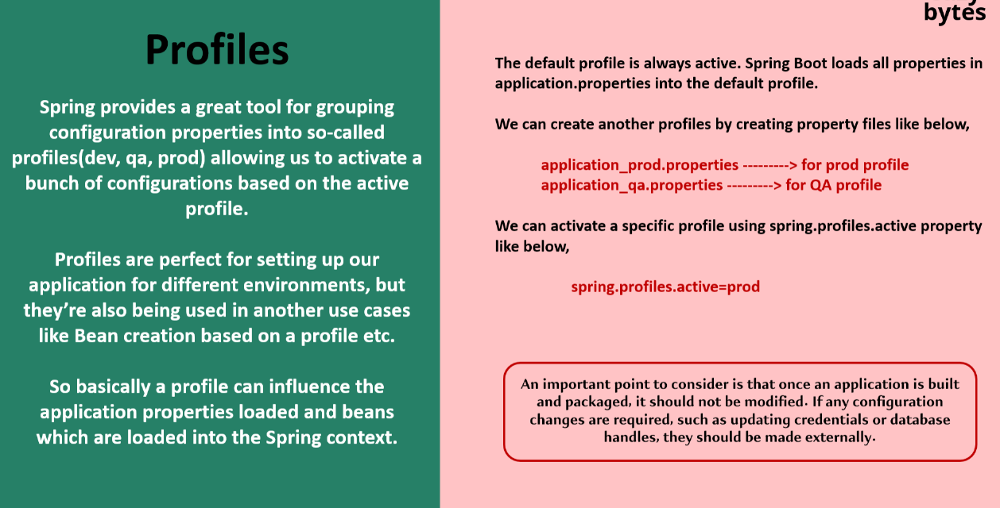 Profiles
Spring provides a great tool for grouping
configuration properties into so-called
profiles(dev, qa, prod) allowing us to activate a
bunch of configurations based on the active
profile.
Profiles are perfect for setting up our
application for different environments, but
they’re also being used in another use cases
like Bean creation based on a profile etc.
So basically a profile can influence the
application properties loaded and beans
which are loaded into the Spring context.
bytes
The default profile is always active. Spring Boot loads all properties in
application.properties into the default profile.
We can create another profiles by creating property files like below,
application_prod.properties ---------> for prod profile
application_qa.properties ---------> for QA profile
We can activate a specific profile using spring.profiles.active property
like below,
spring.profiles.active=prod
An important point to consider is that once an application is built
and packaged, it should not be modified. If any configuration
changes are required, such as updating credentials or database
handles, they should be made externally.